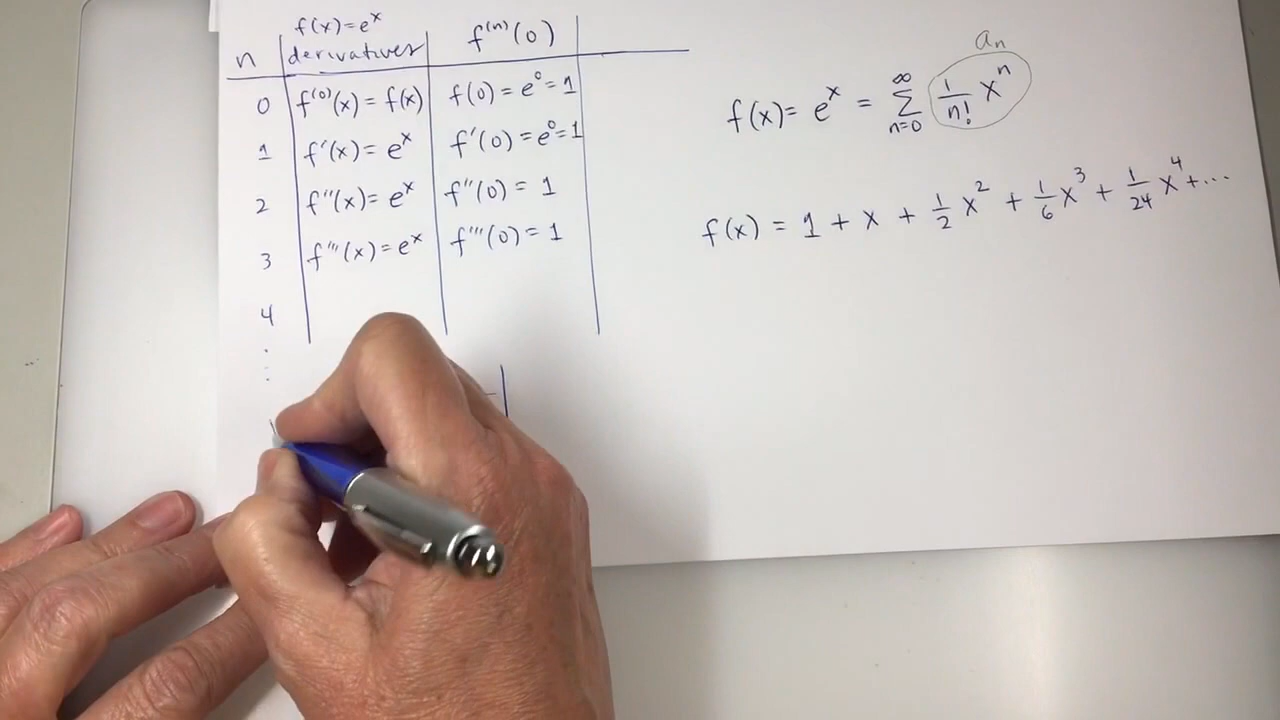 f(x) = e^x
n derivatives f^(n)(0)
0 f^(0)(x) = f(x) f(0) = e^0 = 1
1 f'(x) = e^x f'(0) = e^0 = 1
2 f''(x) = e^x f''(0) = 1
3 f'''(x) = e^x f'''(0) = 1
4
⋮
a_n
f(x) = e^x = ∑_{n=0}^{∞} 1/n! x^n
f(x) = 1 + x + 1/2 x^2 + 1/6 x^3 + 1/24 x^4 + ...